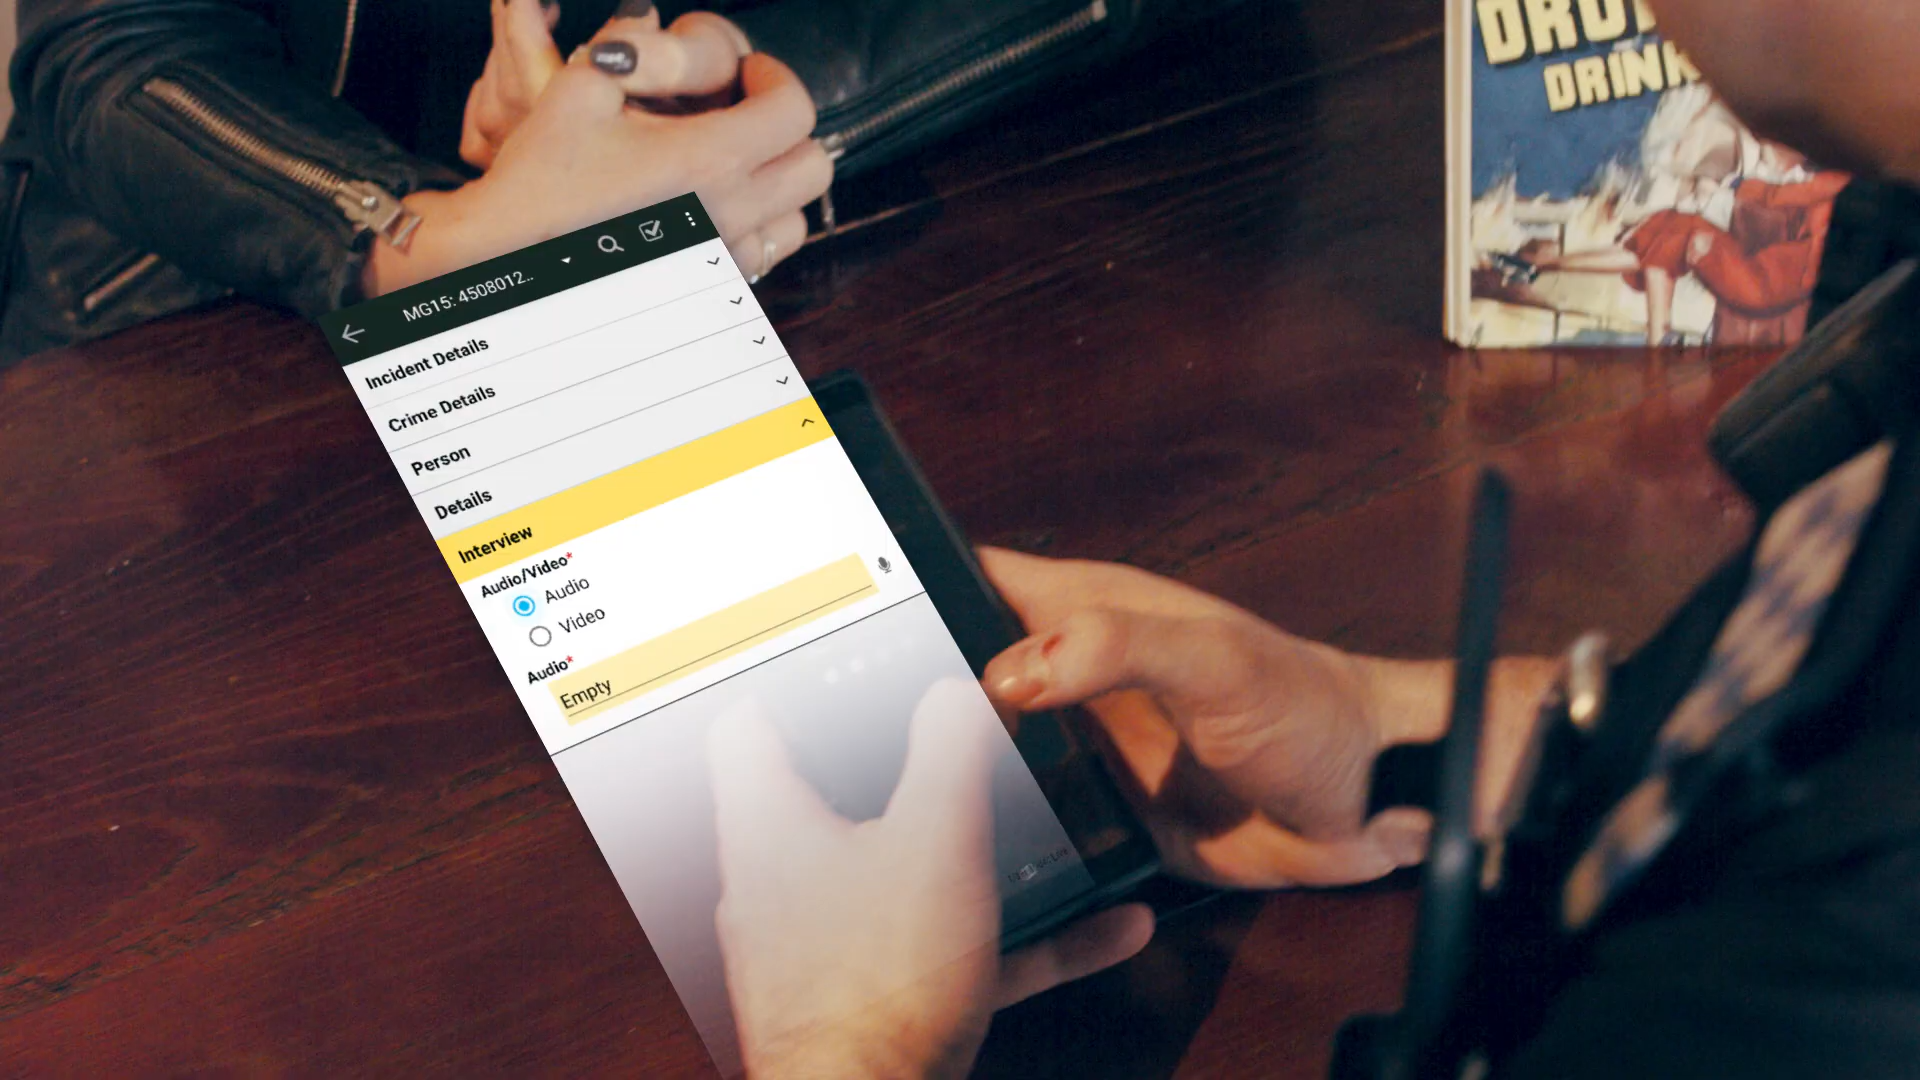 MG15: 4508012..
Incident Details
Crime Details
Person
Details
Interview
Audio/Video*
Audio
Video
Audio*
Empty
DRINK